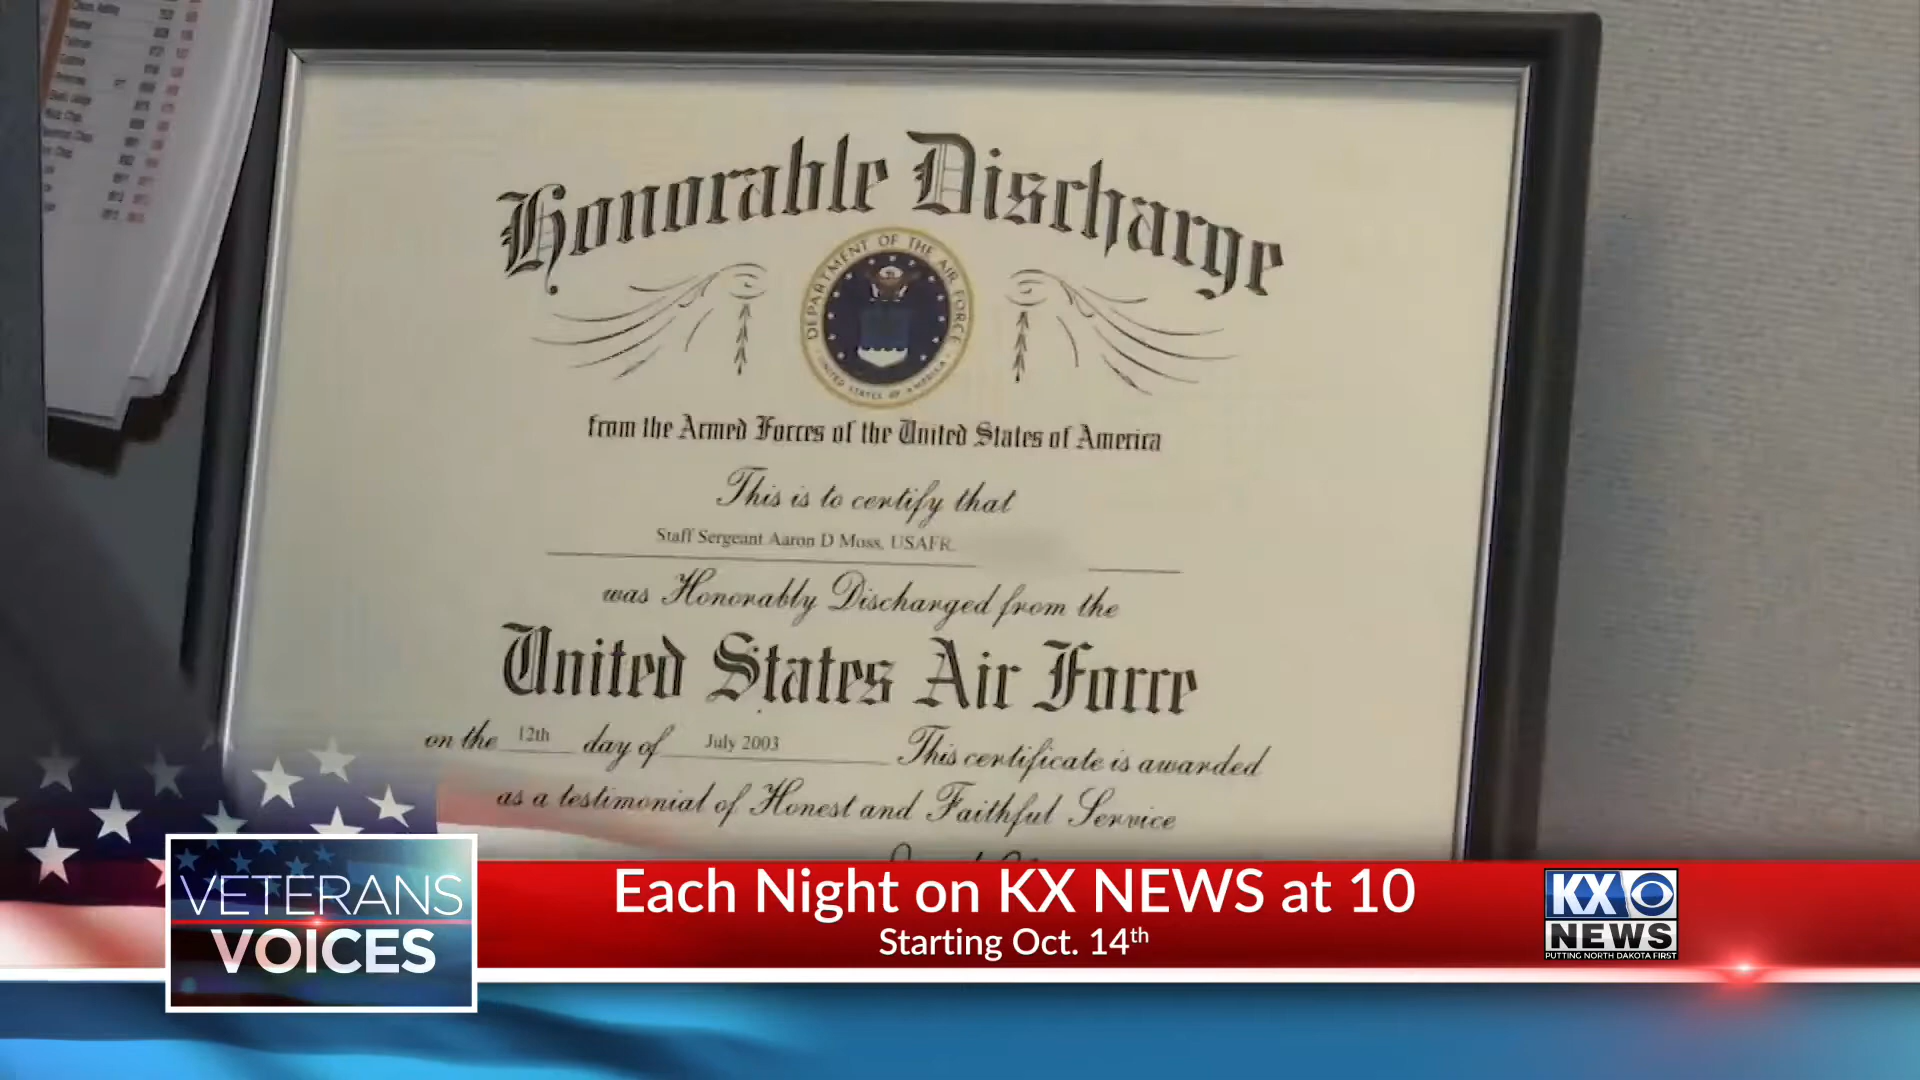 Honorable Discharge
DEPARTMENT OF THE AIR FORCE
UNITED STATES OF AMERICA
from the Armed Forces of the United States of America
This is to certify that
Staff Sergeant Aaron D Moss, USAFR,
was Honorably Discharged from the
United States Air Force
on the 12th day of July 2003 This certificate is awarded
as a testimonial of Honest and Faithful Service
VETERANS
VOICES
Each Night on KX NEWS at 10
Starting Oct. 14th
KX
NEWS
PUTTING NORTH DAKOTA FIRST